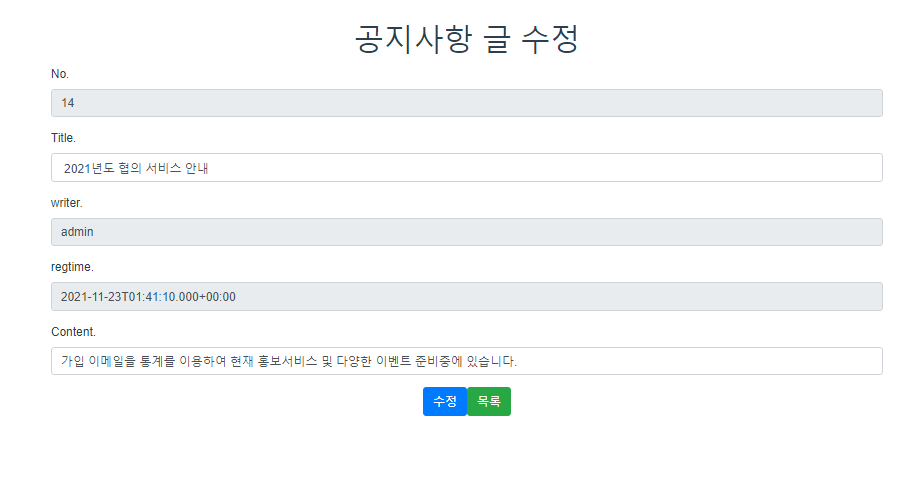 공지사항 글 수정
No.
14
Title.
2021년도 협의 서비스 안내
writer.
admin
regtime.
2021-11-23T01:41:10.000+00:00
Content.
가입 이메일을 통계를 이용하여 현재 홍보서비스 및 다양한 이벤트 준비중에 있습니다.
수정 목록